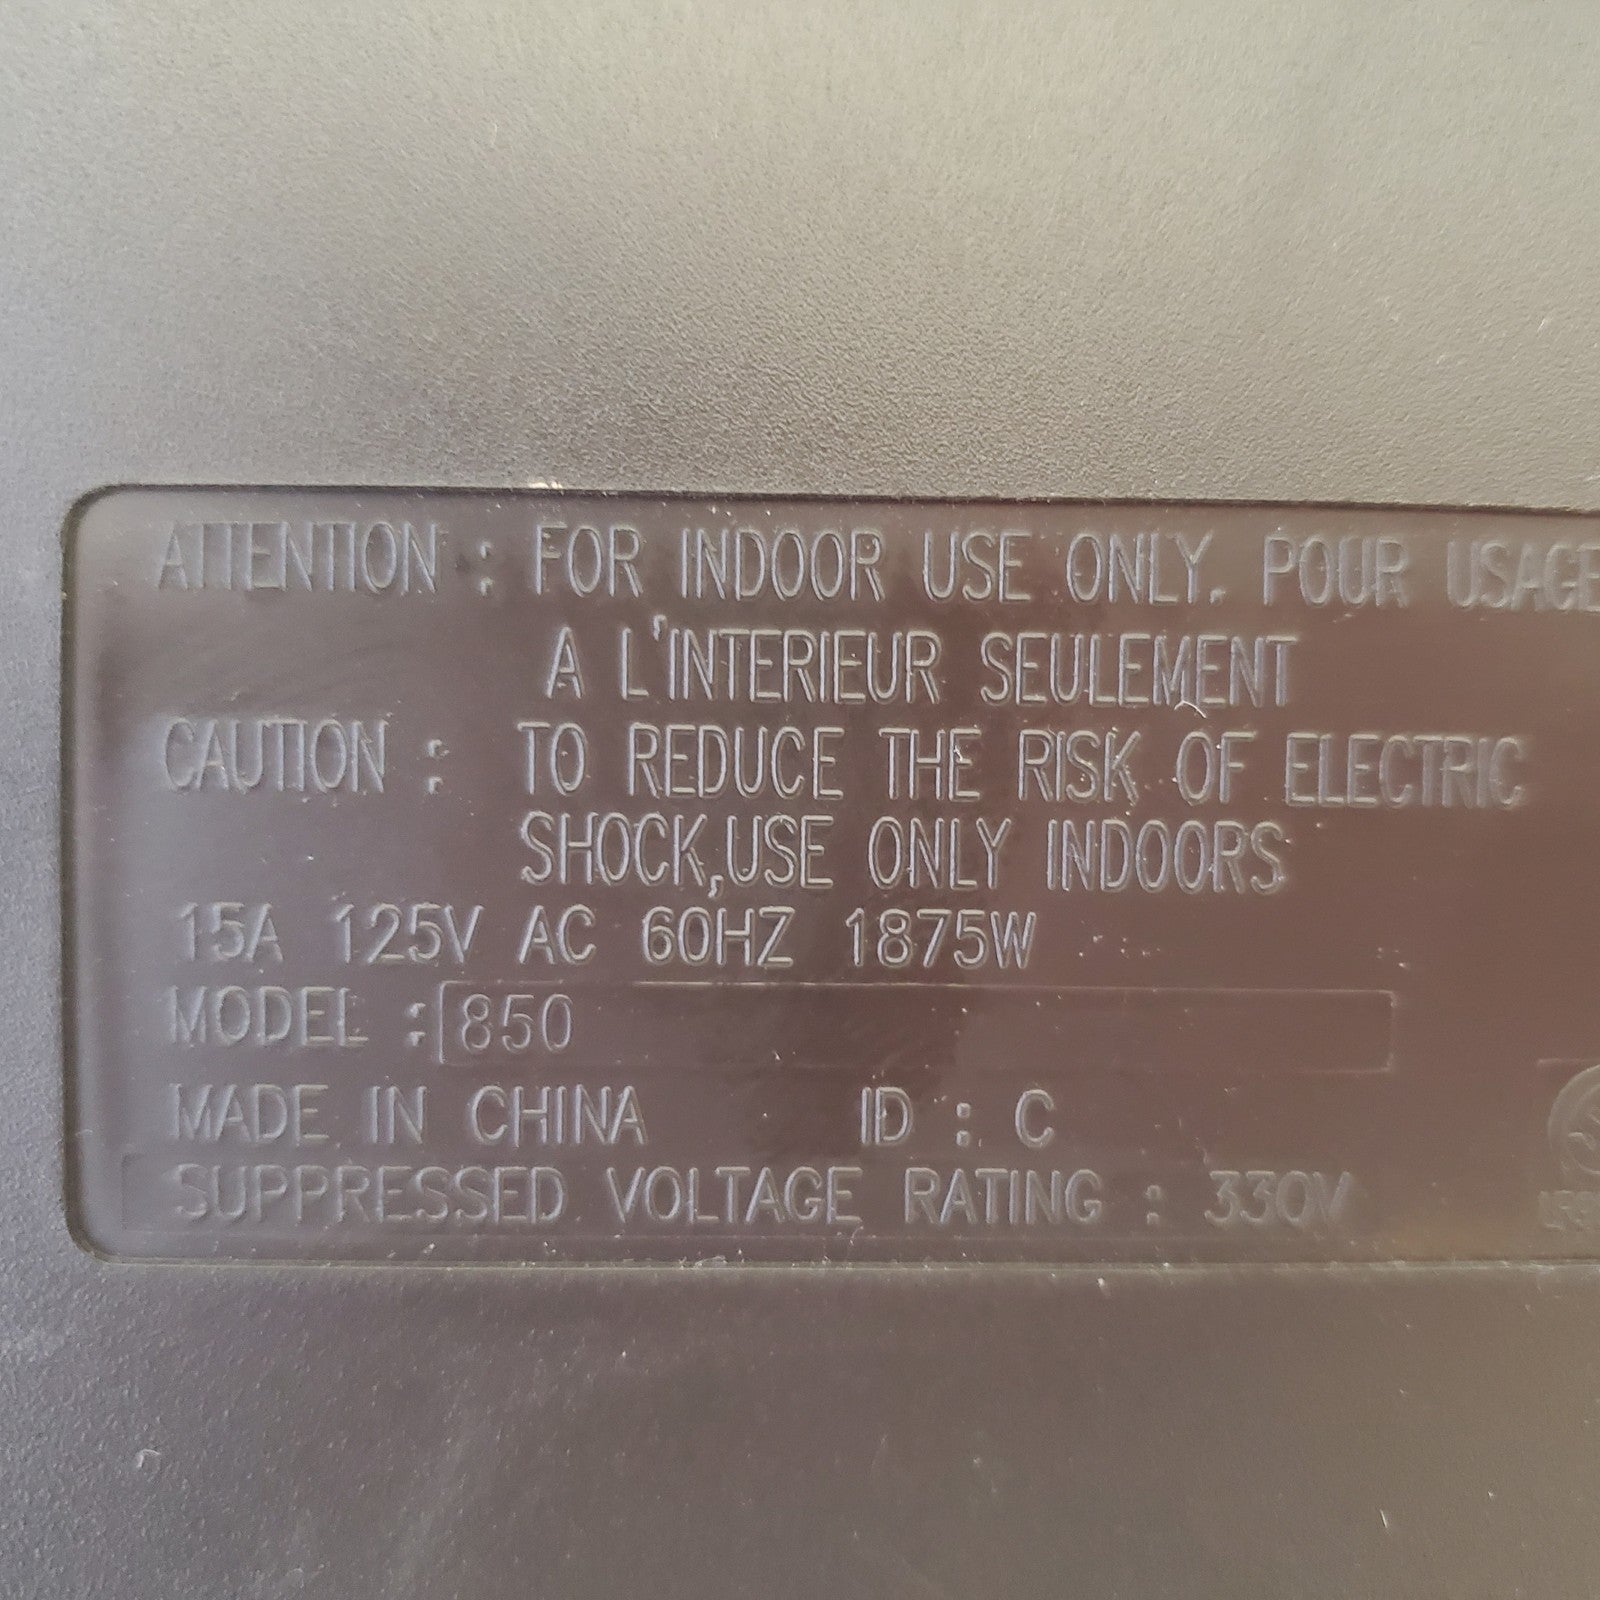 ATTENTION : FOR INDOOR USE ONLY. POUR USAGE
A L'INTERIEUR SEULEMENT
CAUTION : TO REDUCE THE RISK OF ELECTRIC
SHOCK,USE ONLY INDOORS
15A 125V AC 60HZ 1875W
MODEL : 850
MADE IN CHINA ID : C
SUPPRESSED VOLTAGE RATING : 330V